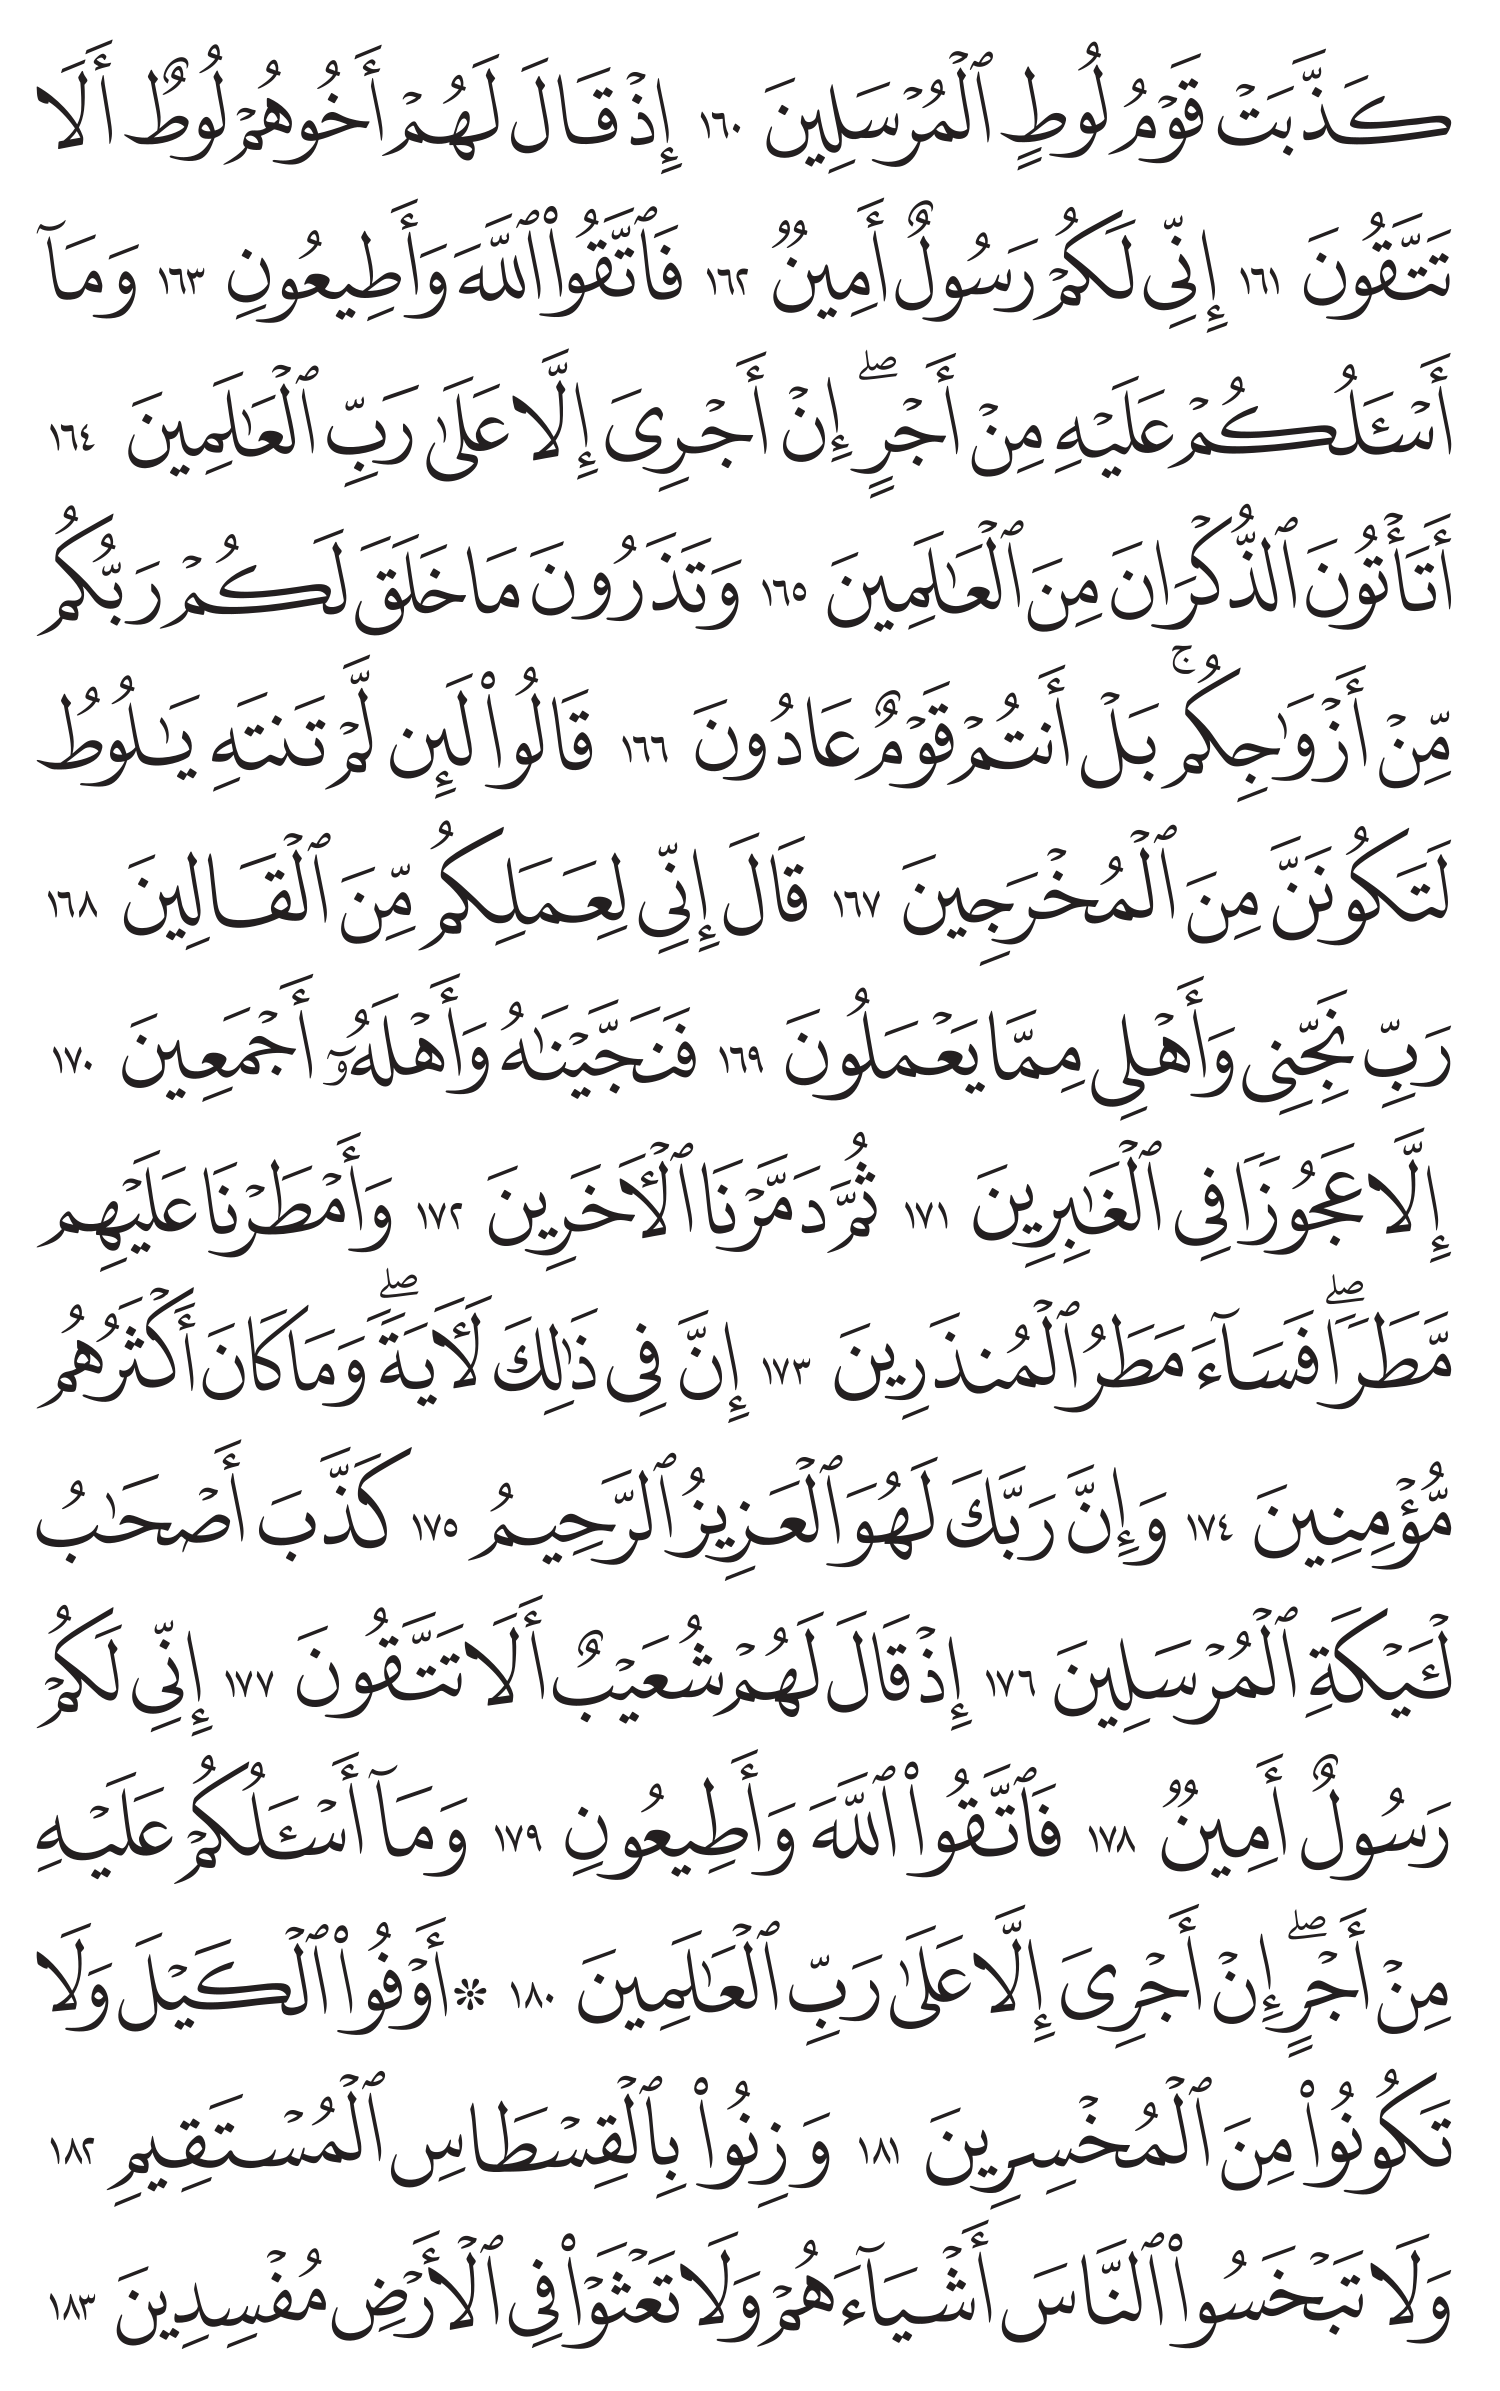 كَذَّبَتۡ قَوۡمُ لُوطٍ ٱلۡمُرۡسَلِينَ ١٦٠ إِذۡ قَالَ لَهُمۡ أَخُوهُمۡ لُوطٌ أَلَا
تَتَّقُونَ ١٦١ إِنِّي لَكُمۡ رَسُولٌ أَمِينٞ ١٦٢ فَٱتَّقُواْ ٱللَّهَ وَأَطِيعُونِ ١٦٣ وَمَآ
أَسۡـَٔلُكُمۡ عَلَيۡهِ مِنۡ أَجۡرٍۖ إِنۡ أَجۡرِيَ إِلَّا عَلَىٰ رَبِّ ٱلۡعَٰلَمِينَ ١٦٤
أَتَأۡتُونَ ٱلذُّكۡرَانَ مِنَ ٱلۡعَٰلَمِينَ ١٦٥ وَتَذَرُونَ مَا خَلَقَ لَكُمۡ رَبُّكُم
مِّنۡ أَزۡوَٰجِكُمۚ بَلۡ أَنتُمۡ قَوۡمٌ عَادُونَ ١٦٦ قَالُواْ لَئِن لَّمۡ تَنتَهِ يَٰلُوطُ
لَتَكُونَنَّ مِنَ ٱلۡمُخۡرَجِينَ ١٦٧ قَالَ إِنِّي لِعَمَلِكُم مِّنَ ٱلۡقَالِينَ ١٦٨
رَبِّ نَجِّنِي وَأَهۡلِي مِمَّا يَعۡمَلُونَ ١٦٩ فَنَجَّيۡنَٰهُ وَأَهۡلَهُۥٓ أَجۡمَعِينَ ١٧٠
إِلَّا عَجُوزٗا فِي ٱلۡغَٰبِرِينَ ١٧١ ثُمَّ دَمَّرۡنَا ٱلۡأٓخَرِينَ ١٧٢ وَأَمۡطَرۡنَا عَلَيۡهِم
مَّطَرٗاۖ فَسَآءَ مَطَرُ ٱلۡمُنذَرِينَ ١٧٣ إِنَّ فِي ذَٰلِكَ لَأٓيَةٗۖ وَمَا كَانَ أَكۡثَرُهُم
مُّؤۡمِنِينَ ١٧٤ وَإِنَّ رَبَّكَ لَهُوَ ٱلۡعَزِيزُ ٱلرَّحِيمُ ١٧٥ كَذَّبَ أَصۡحَٰبُ
لۡـَٔيۡكَةِ ٱلۡمُرۡسَلِينَ ١٧٦ إِذۡ قَالَ لَهُمۡ شُعَيۡبٌ أَلَا تَتَّقُونَ ١٧٧ إِنِّي لَكُمۡ
رَسُولٌ أَمِينٞ ١٧٨ فَٱتَّقُواْ ٱللَّهَ وَأَطِيعُونِ ١٧٩ وَمَآ أَسۡـَٔلُكُمۡ عَلَيۡهِ
مِنۡ أَجۡرٍۖ إِنۡ أَجۡرِيَ إِلَّا عَلَىٰ رَبِّ ٱلۡعَٰلَمِينَ ١٨٠ ۞أَوۡفُواْ ٱلۡكَيۡلَ وَلَا
تَكُونُواْ مِنَ ٱلۡمُخۡسِرِينَ ١٨١ وَزِنُواْ بِٱلۡقِسۡطَاسِ ٱلۡمُسۡتَقِيمِ ١٨٢
وَلَا تَبۡخَسُواْ ٱلنَّاسَ أَشۡيَآءَهُمۡ وَلَا تَعۡثَوۡاْ فِي ٱلۡأَرۡضِ مُفۡسِدِينَ ١٨٣